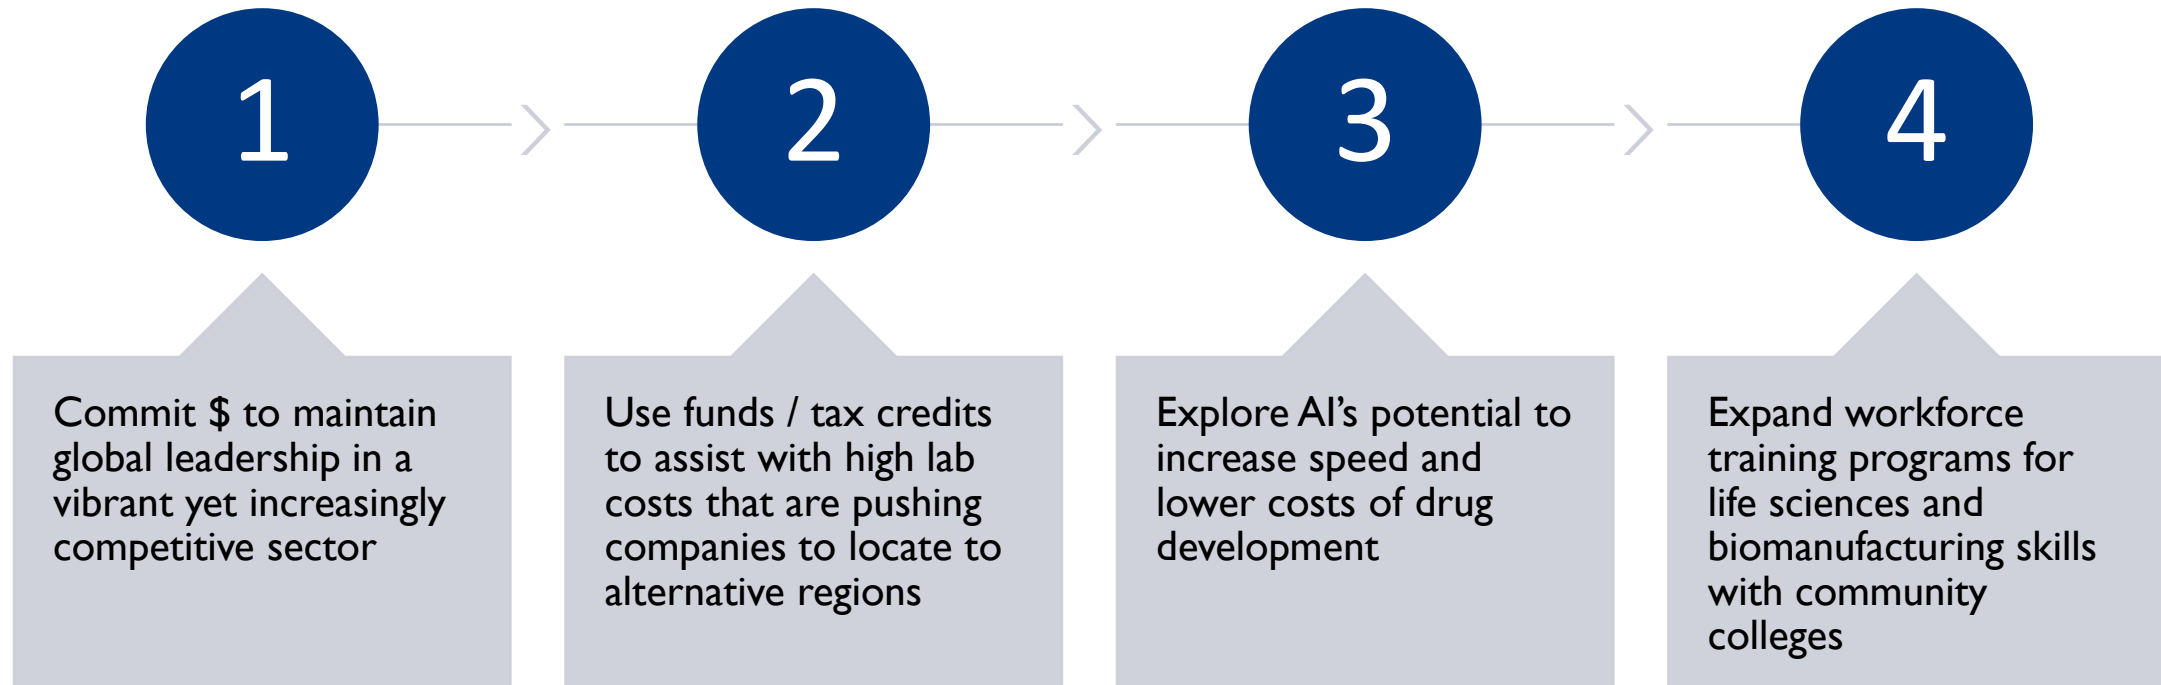 1
2
3
4
Commit $ to maintain
global leadership in a
vibrant yet increasingly
competitive sector
Use funds / tax credits
to assist with high lab
costs that are pushing
companies to locate to
alternative regions
Explore AI’s potential to
increase speed and
lower costs of drug
development
Expand workforce
training programs for
life sciences and
biomanufacturing skills
with community
colleges